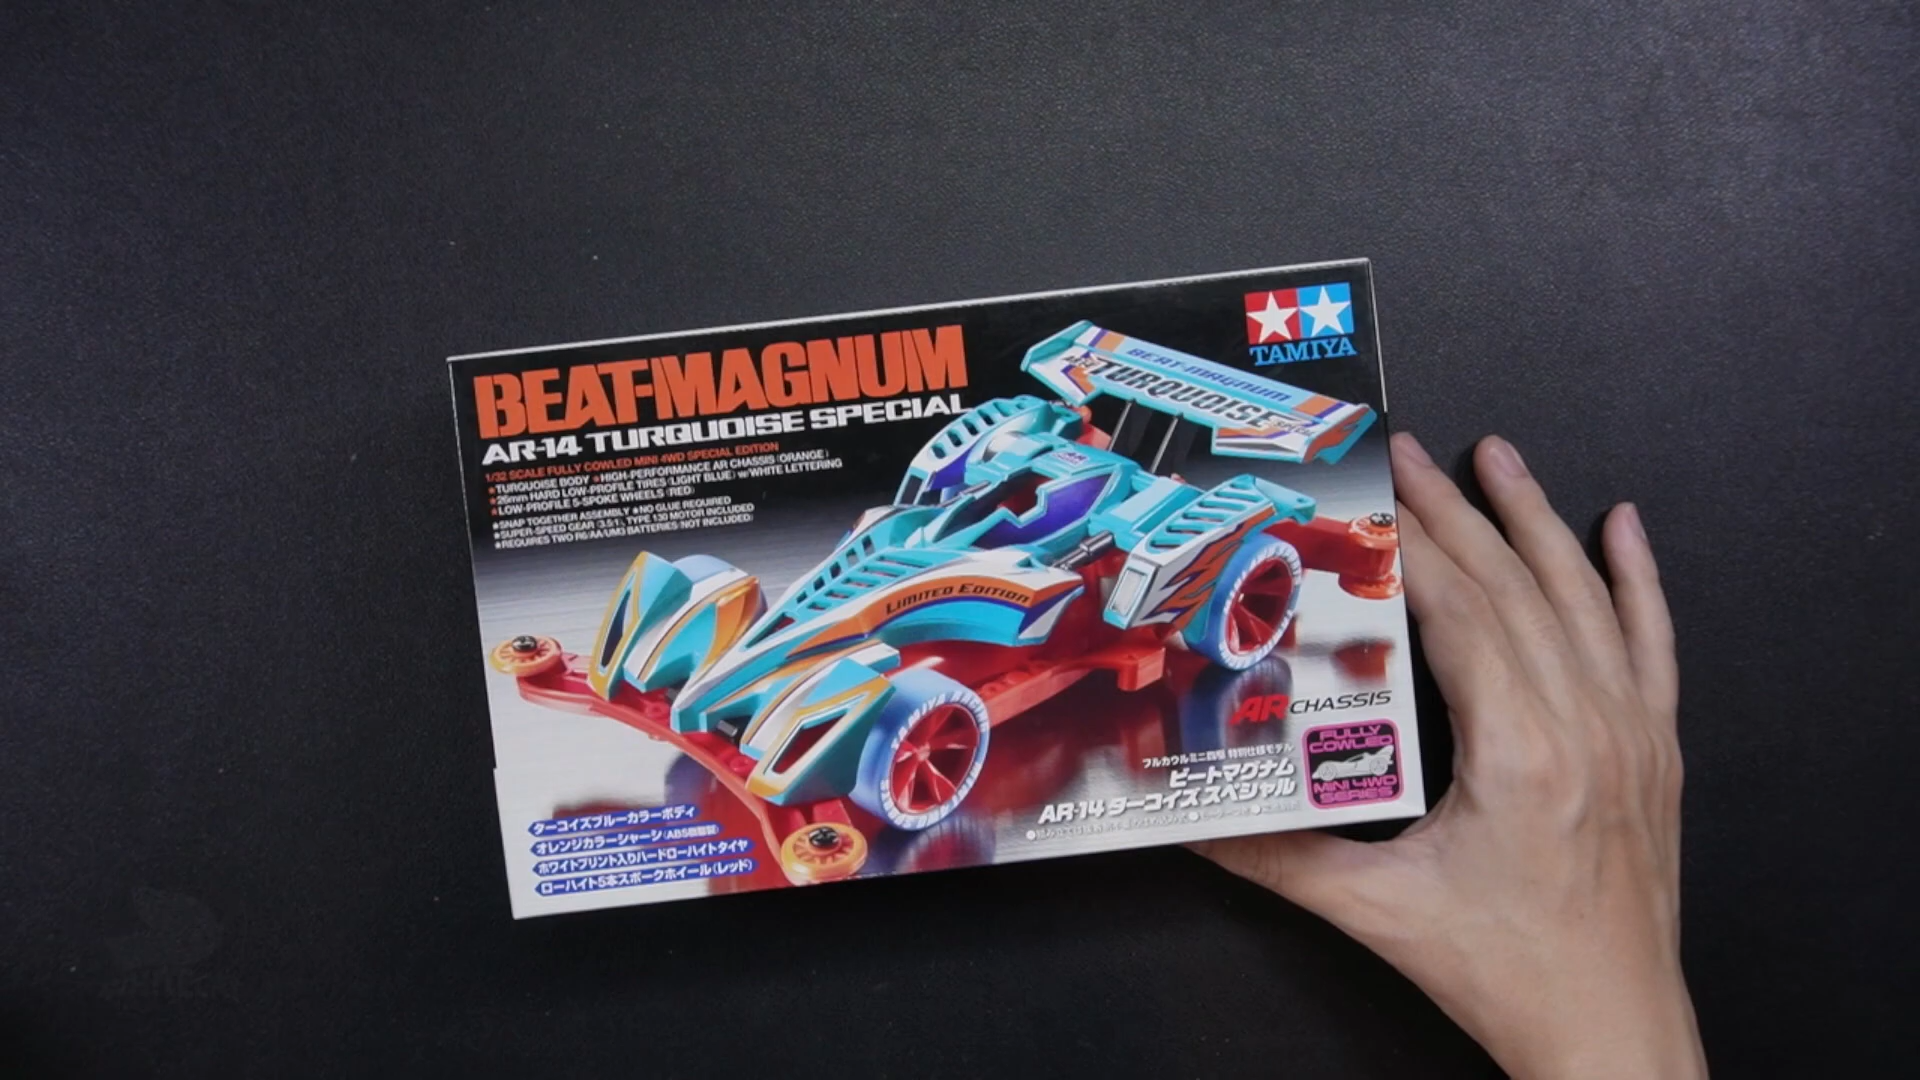 BEAT-MAGNUM
AR-14 TURQUOISE SPECIAL
1/32 SCALE FULLY COWLED MINI 4WD SPECIAL EDITION
★TURQUOISE BODY ★HIGH-PERFORMANCE AR CHASSIS (ORANGE)
★26mm HARD LOW-PROFILE TIRES (LIGHT BLUE) w/WHITE LETTERING
★LOW-PROFILE 5-SPOKE WHEELS (RED)
★SNAP TOGETHER ASSEMBLY ★NO GLUE REQUIRED
★SUPER-SPEED GEAR (3.5:1), TYPE 130 MOTOR INCLUDED
★REQUIRES TWO R6/AA/UM3 BATTERIES (NOT INCLUDED)
TAMIYA
BEAT-MAGNUM
TURQUOISE
LIMITED EDITION
TAMIYA RACING
AR CHASSIS
FULLY
COWLED
MINI 4WD
SERIES
フルカウルミニ四駆 特別仕様モデル
ビートマグナム
AR-14 ターコイズ スペシャル
ターコイズブルーカラーボディ
オレンジカラーシャーシ(ABS樹脂製)
ホワイトプリント入りハードローハイトタイヤ
ローハイト5本スポークホイール(レッド)